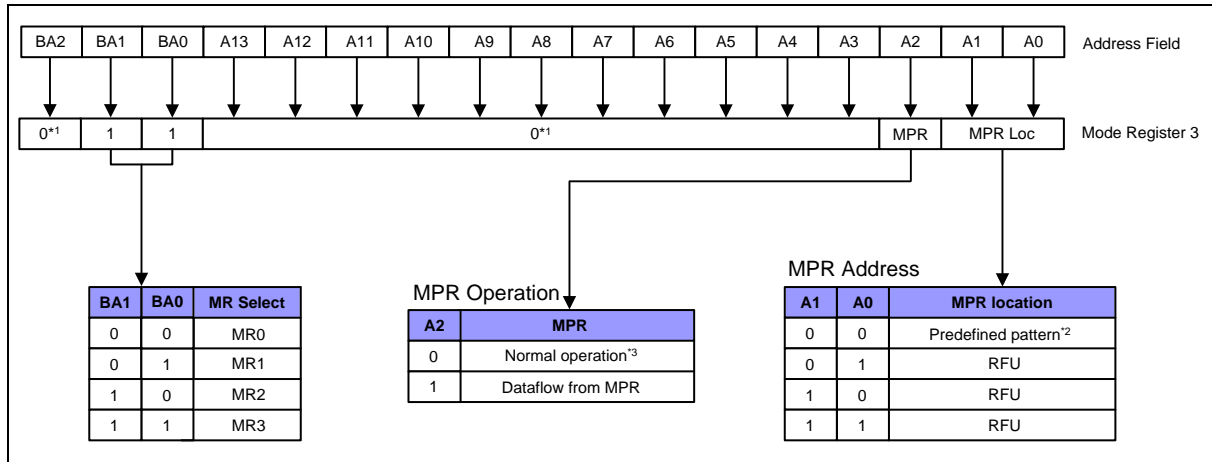 BA2 BA1 BA0 A13 A12 A11 A10 A9 A8 A7 A6 A5 A4 A3 A2 A1 A0 Address Field
0*1 1 1 0*1 MPR MPR Loc Mode Register 3
MPR Address
MPR Operation
BA1 BA0 MR Select
0 0 MR0
0 1 MR1
1 0 MR2
1 1 MR3
A2 MPR
0 Normal operation*3
1 Dataflow from MPR
A1 A0 MPR location
0 0 Predefined pattern*2
0 1 RFU
1 0 RFU
1 1 RFU